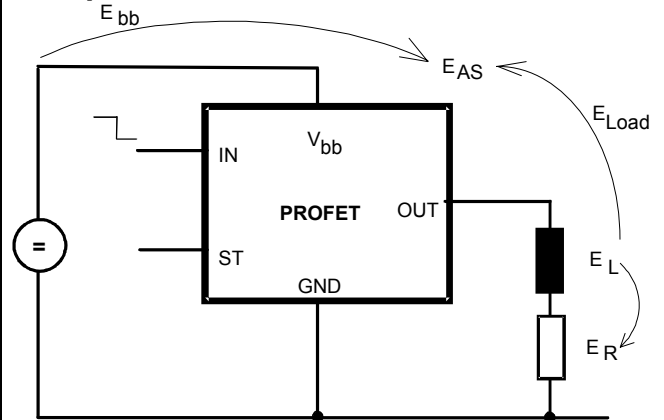 E bb
E AS
E Load
V bb
IN
PROFET
OUT
=
ST
E L
GND
E R